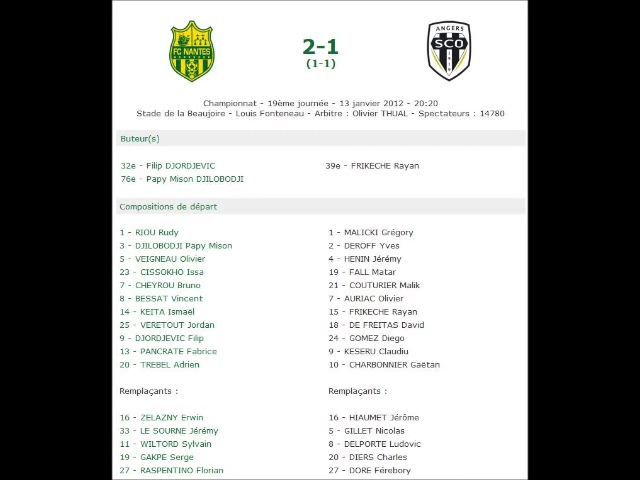 FC NANTES
ANGERS
SCO
2-1
(1-1)
Championnat - 19ème journée - 13 janvier 2012 - 20:20
Stade de la Beaujoire - Louis Fonteneau - Arbitre : Olivier THUAL - Spectateurs : 14780
Buteur(s)
32e - Filip DJORDJEVIC
39e - FRIKECHE Rayan
76e - Papy Mison DJILOBODJI
Compositions de départ
1 - RIOU Rudy
1 - MALICKI Grégory
3 - DJILOBODJI Papy Mison
2 - DEROFF Yves
5 - VEIGNEAU Olivier
4 - HENIN Jérémy
23 - CISSOKHO Issa
19 - FALL Matar
7 - CHEYROU Bruno
21 - COUTURIER Malik
8 - BESSAT Vincent
7 - AURIAC Olivier
14 - KEITA Ismaël
15 - FRIKECHE Rayan
25 - VERETOUT Jordan
18 - DE FREITAS David
9 - DJORDJEVIC Filip
24 - GOMEZ Diego
13 - PANCRATE Fabrice
9 - KESERU Claudiu
20 - TREBEL Adrien
10 - CHARBONNIER Gaëtan
Remplaçants :
Remplaçants :
16 - ZELAZNY Erwin
16 - HIAUMET Jérôme
33 - LE SOURNE Jérémy
5 - GILLET Nicolas
11 - WILTORD Sylvain
8 - DELPORTE Ludovic
19 - GAKPE Serge
20 - DIERS Charles
27 - RASPENTINO Florian
27 - DORE Férebory